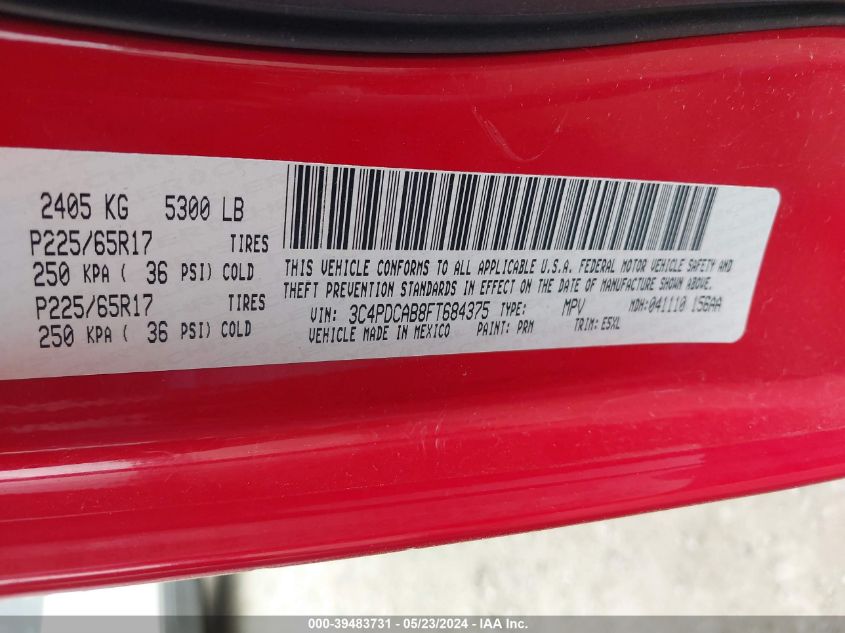 2405 KG 5300 LB
P225/65R17 TIRES
250 KPA ( 36 PSI) COLD
P225/65R17 TIRES
250 KPA ( 36 PSI) COLD
THIS VEHICLE CONFORMS TO ALL APPLICABLE U.S.A. FEDERAL MOTOR VEHICLE SAFETY AND
THEFT PREVENTION STANDARDS IN EFFECT ON THE DATE OF MANUFACTURE SHOWN ABOVE.
VIN: 3C4PDCAB8FT684375 TYPE: MPV MDH:041110 156AA
VEHICLE MADE IN MEXICO PAINT: PRM TRIM: E5XL
000-39483731 - 05/23/2024 - IAA Inc.